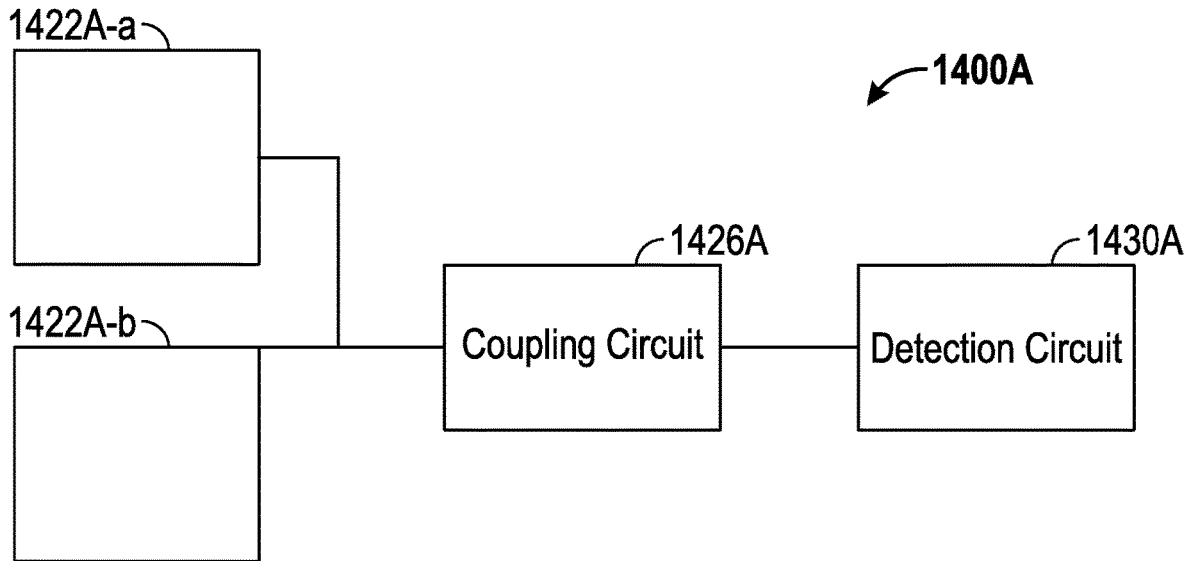 1422A-a
1400A
1426A
1430A
1422A-b
Coupling Circuit
Detection Circuit